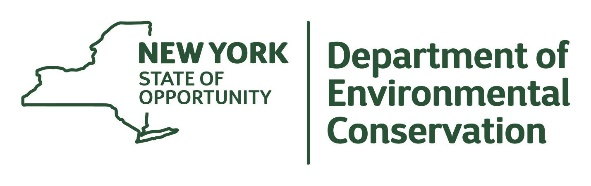 NEW YORK
STATE OF
OPPORTUNITY
Department of
Environmental
Conservation